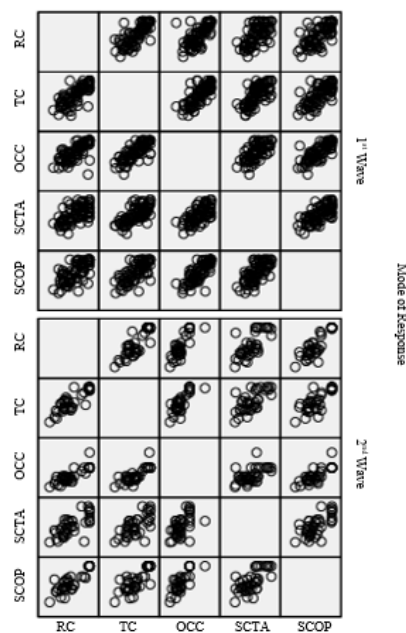 RC
TC
OCC
SCTA
SCOP
1st Wave
Mode of Response
RC
TC
OCC
SCTA
SCOP
2nd Wave
RC TC OCC SCTA SCOP